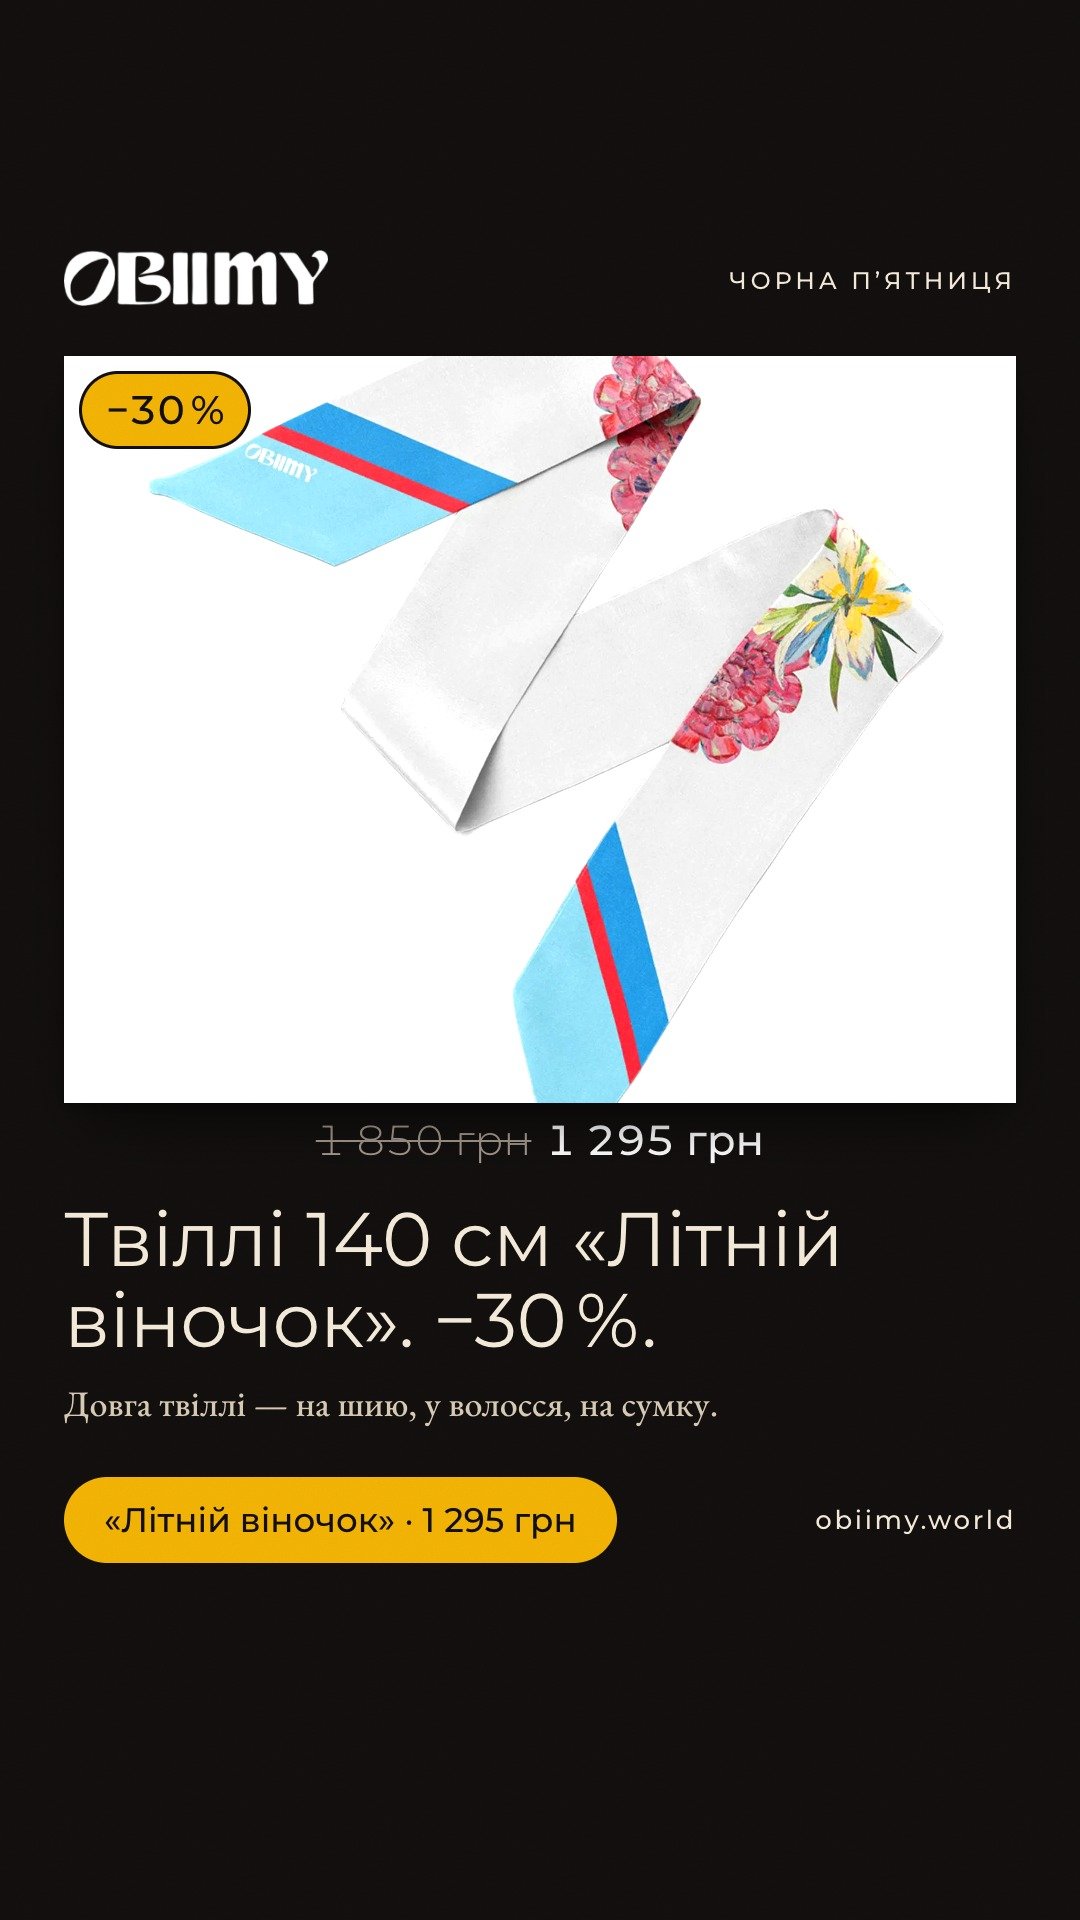 OBIIMY
ЧОРНА П’ЯТНИЦЯ
−30 %
OBIIMY
1 850 грн 1 295 грн
Твіллі 140 см «Літній
віночок». −30 %.
Довга твіллі — на шию, у волосся, на сумку.
«Літній віночок» · 1 295 грн
obiimy.world